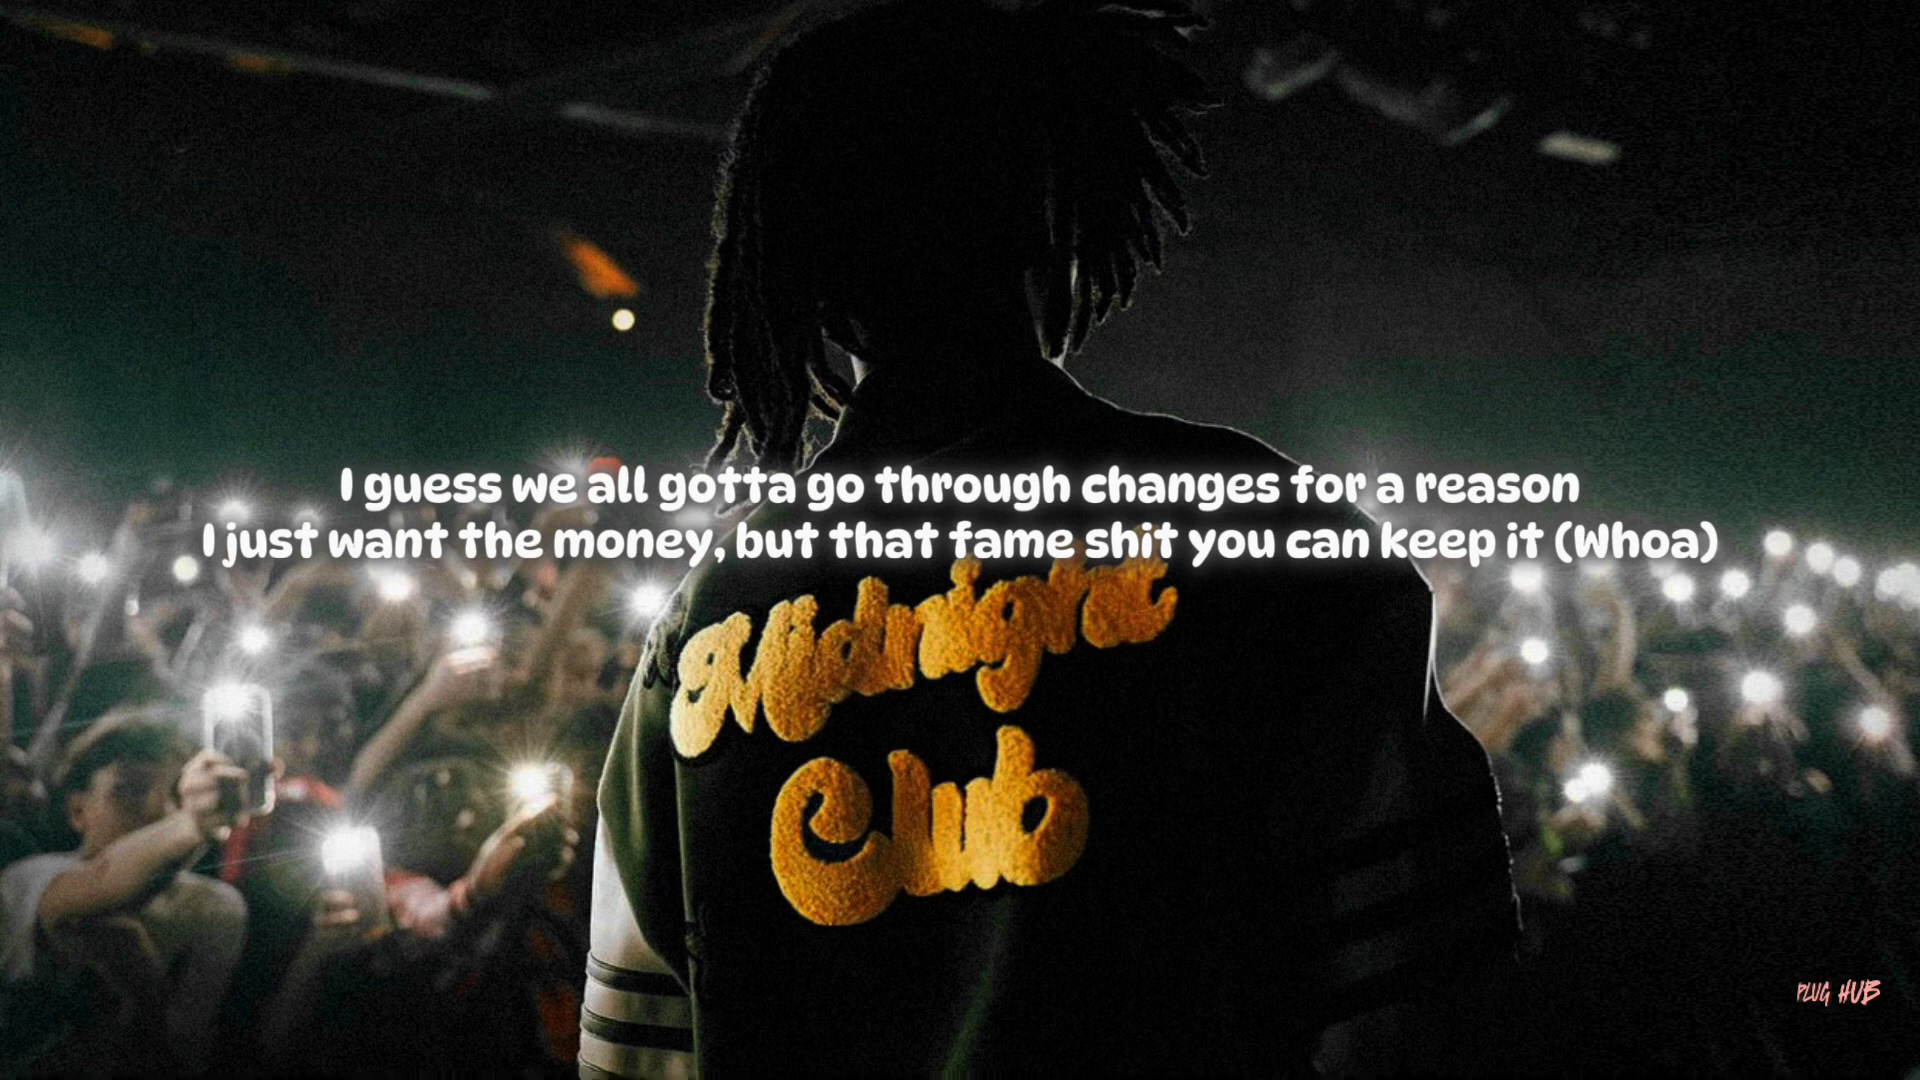 I guess we all gotta go through changes for a reason
I just want the money, but that fame shit you can keep it (Whoa)
Midnight
Club
PLUG HUB